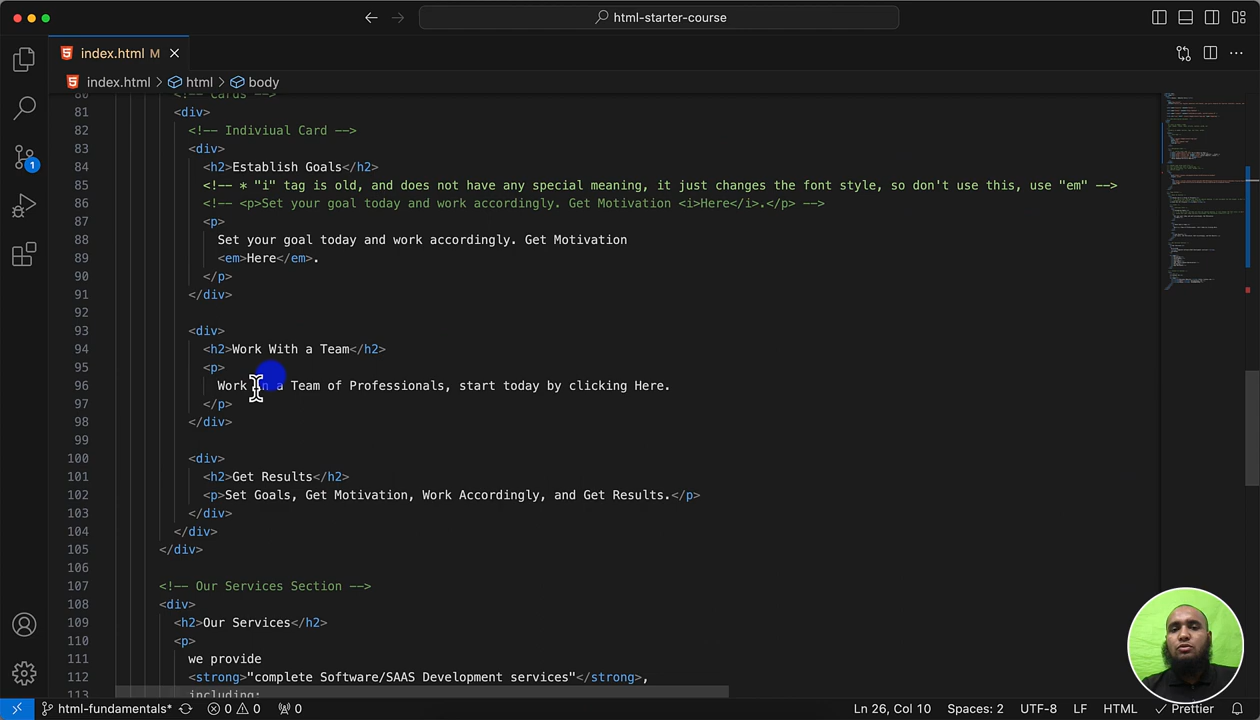 html-starter-course
index.html M
index.html > html > body
80 <!-- Cards -->
81 <div>
82 <!-- Indiviual Card -->
83 <div>
84 <h2>Establish Goals</h2>
85 <!-- * "i" tag is old, and does not have any special meaning, it just changes the font style, so don't use this, use "em" -->
86 <!-- <p>Set your goal today and work accordingly. Get Motivation <i>Here</i>.</p> -->
87 <p>
88 Set your goal today and work accordingly. Get Motivation
89 <em>Here</em>.
90 </p>
91 </div>
92
93 <div>
94 <h2>Work With a Team</h2>
95 <p>
96 Work in a Team of Professionals, start today by clicking Here.
97 </p>
98 </div>
99
100 <div>
101 <h2>Get Results</h2>
102 <p>Set Goals, Get Motivation, Work Accordingly, and Get Results.</p>
103 </div>
104 </div>
105 </div>
106
107 <!-- Our Services Section -->
108 <div>
109 <h2>Our Services</h2>
110 <p>
111 we provide
112 <strong>"complete Software/SAAS Development services"</strong>,
113 including:
1
html-fundamentals* 0 0 0 Ln 26, Col 10 Spaces: 2 UTF-8 LF HTML Prettier